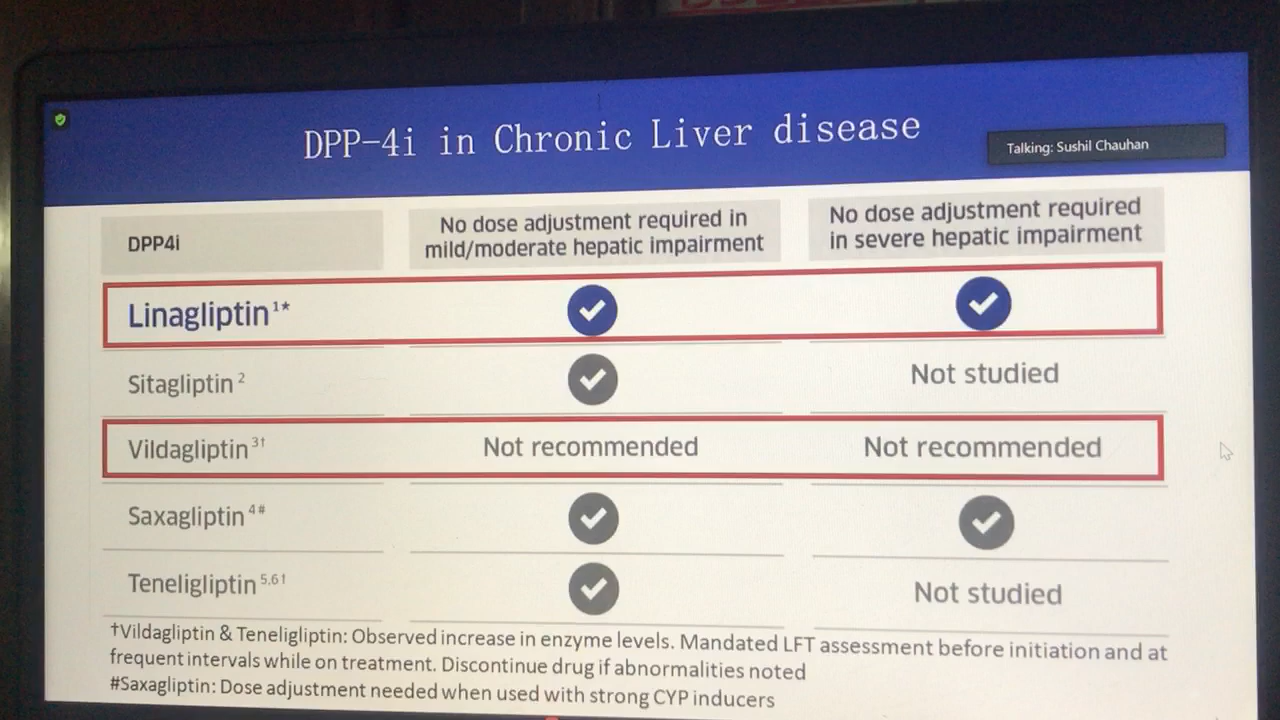 DPP-4i in Chronic Liver disease
Talking: Sushil Chauhan
DPP4i
No dose adjustment required in
mild/moderate hepatic impairment
No dose adjustment required
in severe hepatic impairment
Linagliptin¹*
Sitagliptin²
Not studied
Vildagliptin³†
Not recommended
Not recommended
Saxagliptin⁴#
Teneligliptin⁵,⁶†
Not studied
†Vildagliptin & Teneligliptin: Observed increase in enzyme levels. Mandated LFT assessment before initiation and at
frequent intervals while on treatment. Discontinue drug if abnormalities noted
#Saxagliptin: Dose adjustment needed when used with strong CYP inducers